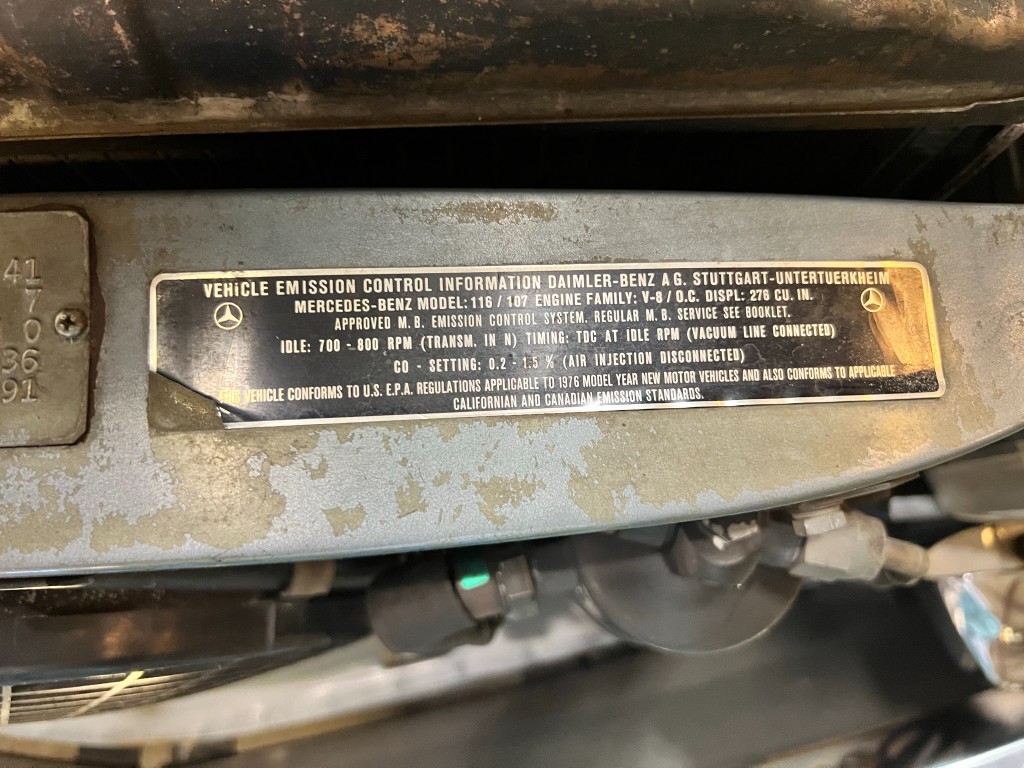 41
7
0
36
91
VEHICLE EMISSION CONTROL INFORMATION DAIMLER-BENZ A G. STUTTGART-UNTERTUERKHEIM
MERCEDES-BENZ MODEL: 116 / 107 ENGINE FAMILY: V-8 / O.C. DISPL: 276 CU. IN.
APPROVED M.B. EMISSION CONTROL SYSTEM. REGULAR M.B. SERVICE SEE BOOKLET.
IDLE: 700 - 800 RPM (TRANSM. IN N) TIMING: TDC AT IDLE RPM (VACUUM LINE CONNECTED)
CO - SETTING: 0.2 - 1.5 % (AIR INJECTION DISCONNECTED)
THIS VEHICLE CONFORMS TO U.S. E.P.A. REGULATIONS APPLICABLE TO 1976 MODEL YEAR NEW MOTOR VEHICLES AND ALSO CONFORMS TO APPLICABLE
CALIFORNIAN AND CANADIAN EMISSION STANDARDS.